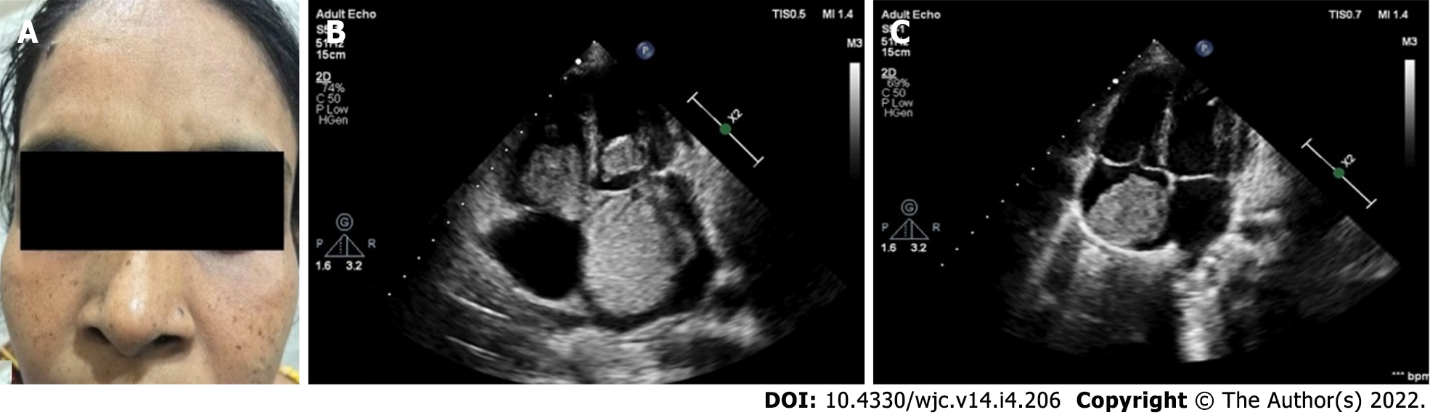 A
B
Adult Echo
TIS0.5 MI 1.4
15cm
M3
2D
74%
C 50
P Low
HGen
X2
G
P R
1.6 3.2
C
Adult Echo
TIS0.7 MI 1.4
15cm
M3
2D
69%
C 50
P Low
HGen
X2
G
P R
1.6 3.2
*** bpm
DOI: 10.4330/wjc.v14.i4.206 Copyright © The Author(s) 2022.